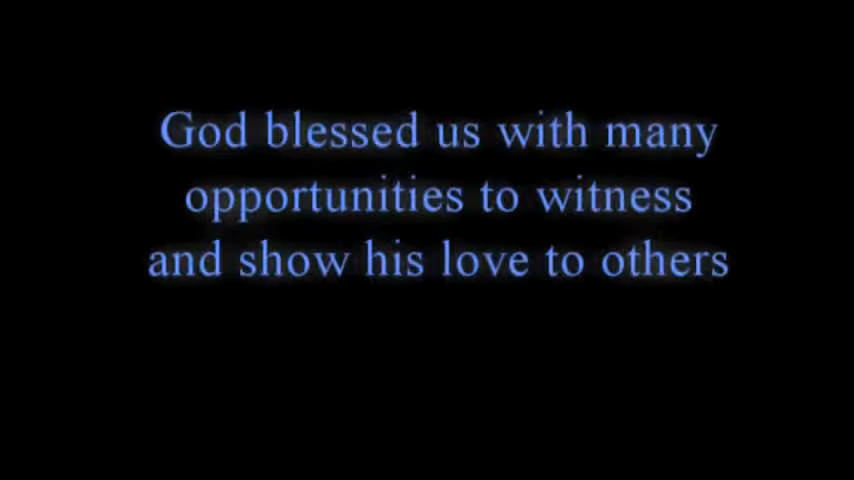 God blessed us with many
opportunities to witness
and show his love to others